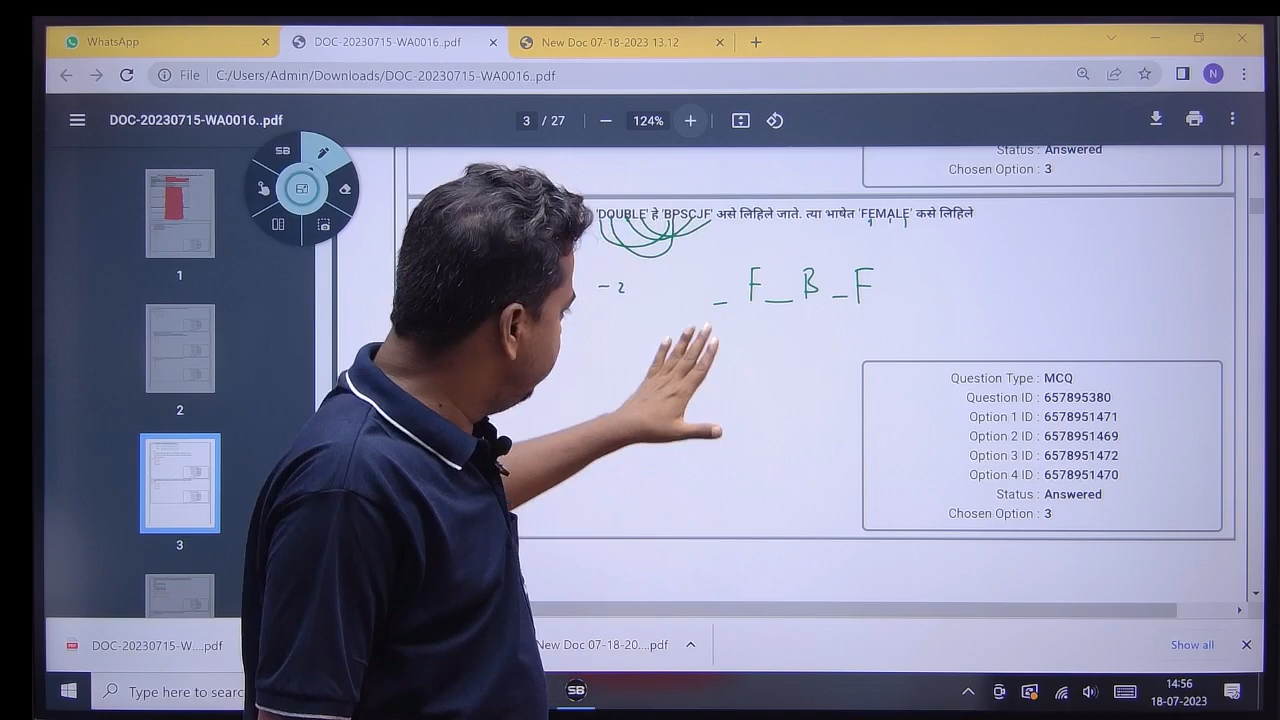 WhatsApp
DOC-20230715-WA0016..pdf
New Doc 07-18-2023 13.12
File C:/Users/Admin/Downloads/DOC-20230715-WA0016..pdf
N
DOC-20230715-WA0016..pdf
3 / 27
124%
SB
1
2
3
Status : Answered
Chosen Option : 3
'DOUBLE' हे 'BPSCJF' असे लिहिले जाते. त्या भाषेत 'FEMALE' कसे लिहिले
- 2
_ F _ B _ F
Question Type : MCQ
Question ID : 657895380
Option 1 ID : 6578951471
Option 2 ID : 6578951469
Option 3 ID : 6578951472
Option 4 ID : 6578951470
Status : Answered
Chosen Option : 3
DOC-20230715-W....pdf
New Doc 07-18-20....pdf
Show all
Type here to searc
SB
14:56
18-07-2023